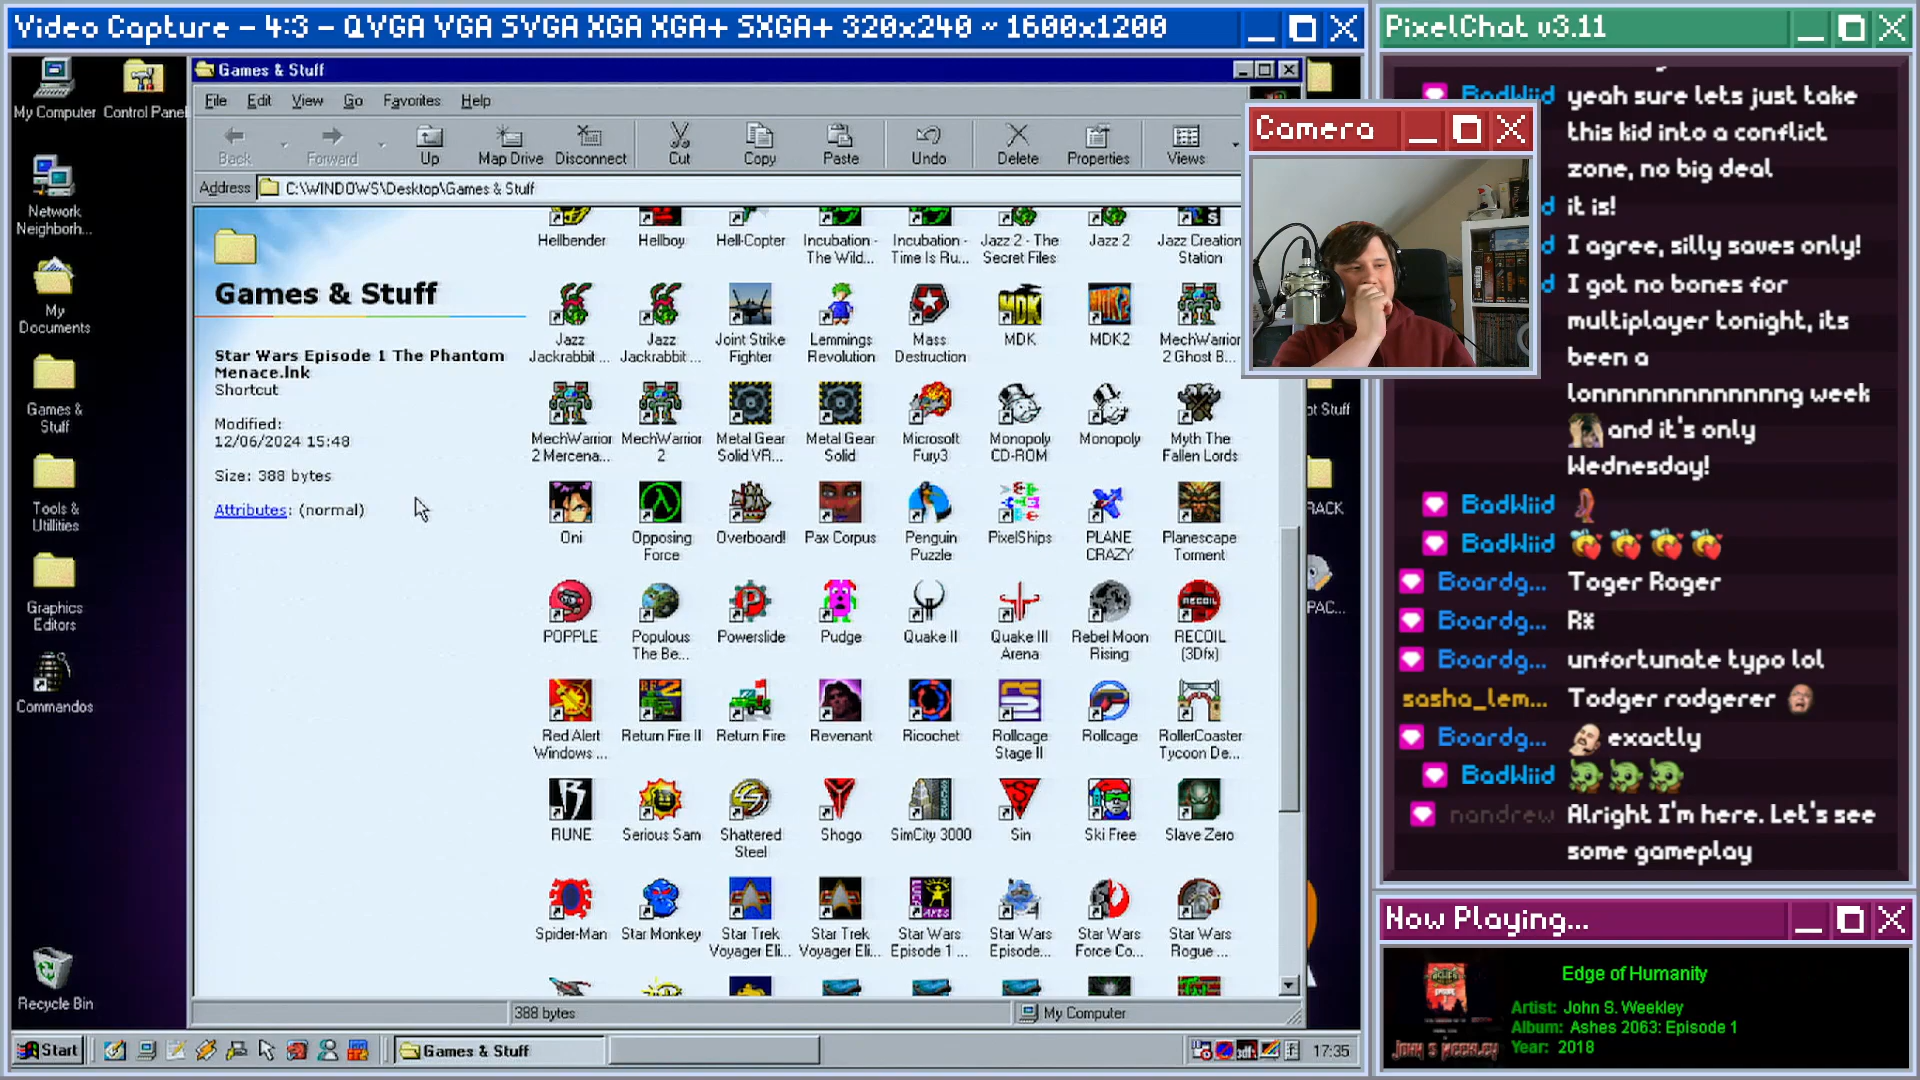 Video Capture - 4:3 - QVGA VGA SVGA XGA XGA+ SXGA+ 320x240 ~ 1600x1200
My Computer
Control Panel
Network
Neighborh...
My
Documents
Games &
Stuff
Tools &
Utilities
Graphics
Editors
Commandos
Recycle Bin
Games & Stuff
File Edit View Go Favorites Help
Back Forward Up Map Drive Disconnect Cut Copy Paste Undo Delete Properties Views
Address C:\WINDOWS\Desktop\Games & Stuff
Games & Stuff
Star Wars Episode 1 The Phantom
Menace.lnk
Shortcut
Modified:
12/06/2024 15:48
Size: 388 bytes
Attributes: (normal)
Hellbender
Hellboy
Hell-Copter
Incubation -
The Wild...
Incubation -
Time Is Ru...
Jazz 2 - The
Secret Files
Jazz 2
Jazz Creation
Station
Jazz
Jackrabbit ...
Jazz
Jackrabbit ...
Joint Strike
Fighter
Lemmings
Revolution
Mass
Destruction
MDK
MDK2
MechWarrior
2 Ghost B...
MechWarrior
2 Mercena...
MechWarrior
2
Metal Gear
Solid VR...
Metal Gear
Solid
Microsoft
Fury3
Monopoly
CD-ROM
Monopoly
Myth The
Fallen Lords
Oni
Opposing
Force
Overboard!
Pax Corpus
Penguin
Puzzle
PixelShips
PLANE
CRAZY
Planescape
Torment
POPPLE
Populous
The Be...
Powerslide
Pudge
Quake II
Quake III
Arena
Rebel Moon
Rising
RECOIL
(3Dfx)
Red Alert
Windows ...
Return Fire II
Return Fire
Revenant
Ricochet
Rollcage
Stage II
Rollcage
RollerCoaster
Tycoon De...
RUNE
Serious Sam
Shattered
Steel
Shogo
SimCity 3000
Sin
Ski Free
Slave Zero
Spider-Man
Star Monkey
Star Trek
Voyager Eli...
Star Trek
Voyager Eli...
Star Wars
Episode 1 ...
Star Wars
Episode...
Star Wars
Force Co...
Star Wars
Rogue ...
388 bytes
My Computer
Start
Games & Stuff
17:35
Camera
PixelChat v3.11
BadWiid yeah sure lets just take
this kid into a conflict
zone, no big deal
it is!
I agree, silly saves only!
I got no bones for
multiplayer tonight, its
been a
lonnnnnnnnnnnnng week
and it's only
Wednesday!
BadWiid
BadWiid
Boardg... Toger Roger
Boardg... R*
Boardg... unfortunate typo lol
sasha_lem... Todger rodgerer
Boardg... exactly
BadWiid
nandrew Alright I'm here. Let's see
some gameplay
Now Playing...
Edge of Humanity
Artist: John S. Weekley
Album: Ashes 2063: Episode 1
Year: 2018
JOHN S WEEKLEY